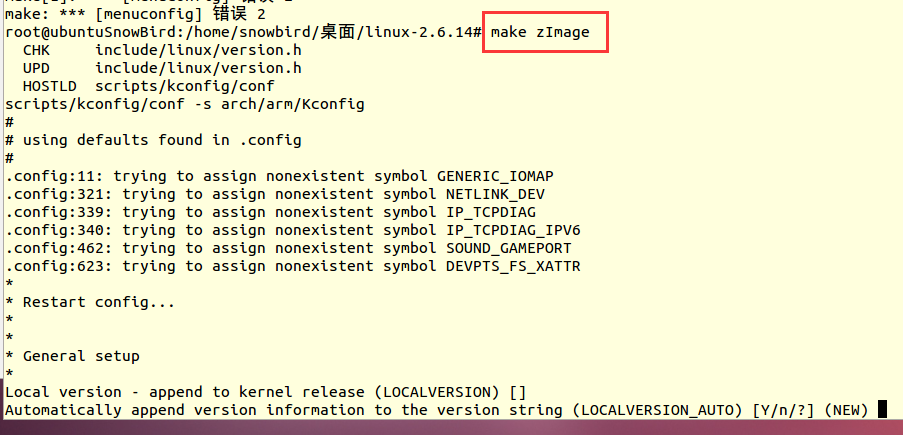 make: *** [menuconfig] 错误 2
root@ubuntuSnowBird:/home/snowbird/桌面/linux-2.6.14# make zImage
  CHK     include/linux/version.h
  UPD     include/linux/version.h
  HOSTLD  scripts/kconfig/conf
scripts/kconfig/conf -s arch/arm/Kconfig
#
# using defaults found in .config
#
.config:11: trying to assign nonexistent symbol GENERIC_IOMAP
.config:321: trying to assign nonexistent symbol NETLINK_DEV
.config:339: trying to assign nonexistent symbol IP_TCPDIAG
.config:340: trying to assign nonexistent symbol IP_TCPDIAG_IPV6
.config:462: trying to assign nonexistent symbol SOUND_GAMEPORT
.config:623: trying to assign nonexistent symbol DEVPTS_FS_XATTR
*
* Restart config...
*
*
* General setup
*
Local version - append to kernel release (LOCALVERSION) []
Automatically append version information to the version string (LOCALVERSION_AUTO) [Y/n/?] (NEW)